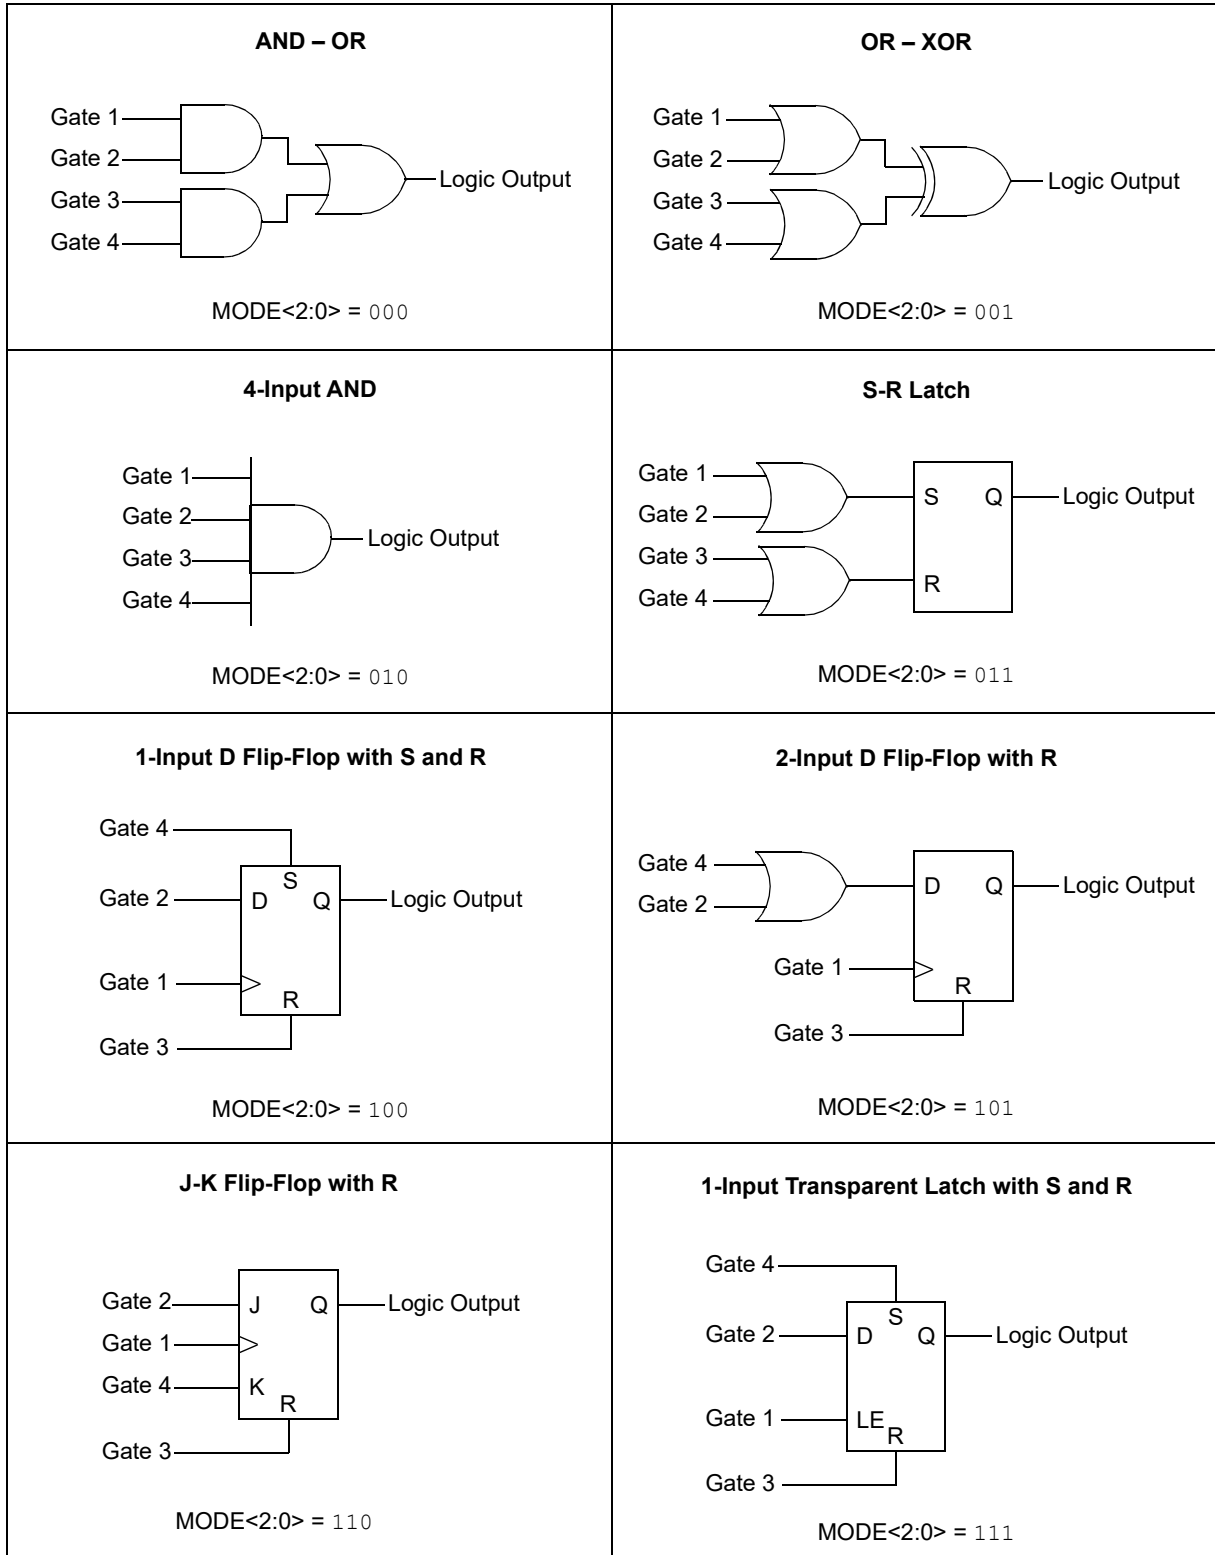 AND – OR
Gate 1
Gate 2
Gate 3
Gate 4
Logic Output
MODE<2:0> = 000
OR – XOR
Gate 1
Gate 2
Gate 3
Gate 4
Logic Output
MODE<2:0> = 001
4-Input AND
Gate 1
Gate 2
Gate 3
Gate 4
Logic Output
MODE<2:0> = 010
S-R Latch
Gate 1
Gate 2
Gate 3
Gate 4
S
Q
R
Logic Output
MODE<2:0> = 011
1-Input D Flip-Flop with S and R
Gate 4
Gate 2
Gate 1
Gate 3
S
D
Q
R
Logic Output
MODE<2:0> = 100
2-Input D Flip-Flop with R
Gate 4
Gate 2
Gate 1
Gate 3
D
Q
R
Logic Output
MODE<2:0> = 101
J-K Flip-Flop with R
Gate 2
Gate 1
Gate 4
Gate 3
J
Q
K
R
Logic Output
MODE<2:0> = 110
1-Input Transparent Latch with S and R
Gate 4
Gate 2
Gate 1
Gate 3
S
D
Q
LE
R
Logic Output
MODE<2:0> = 111